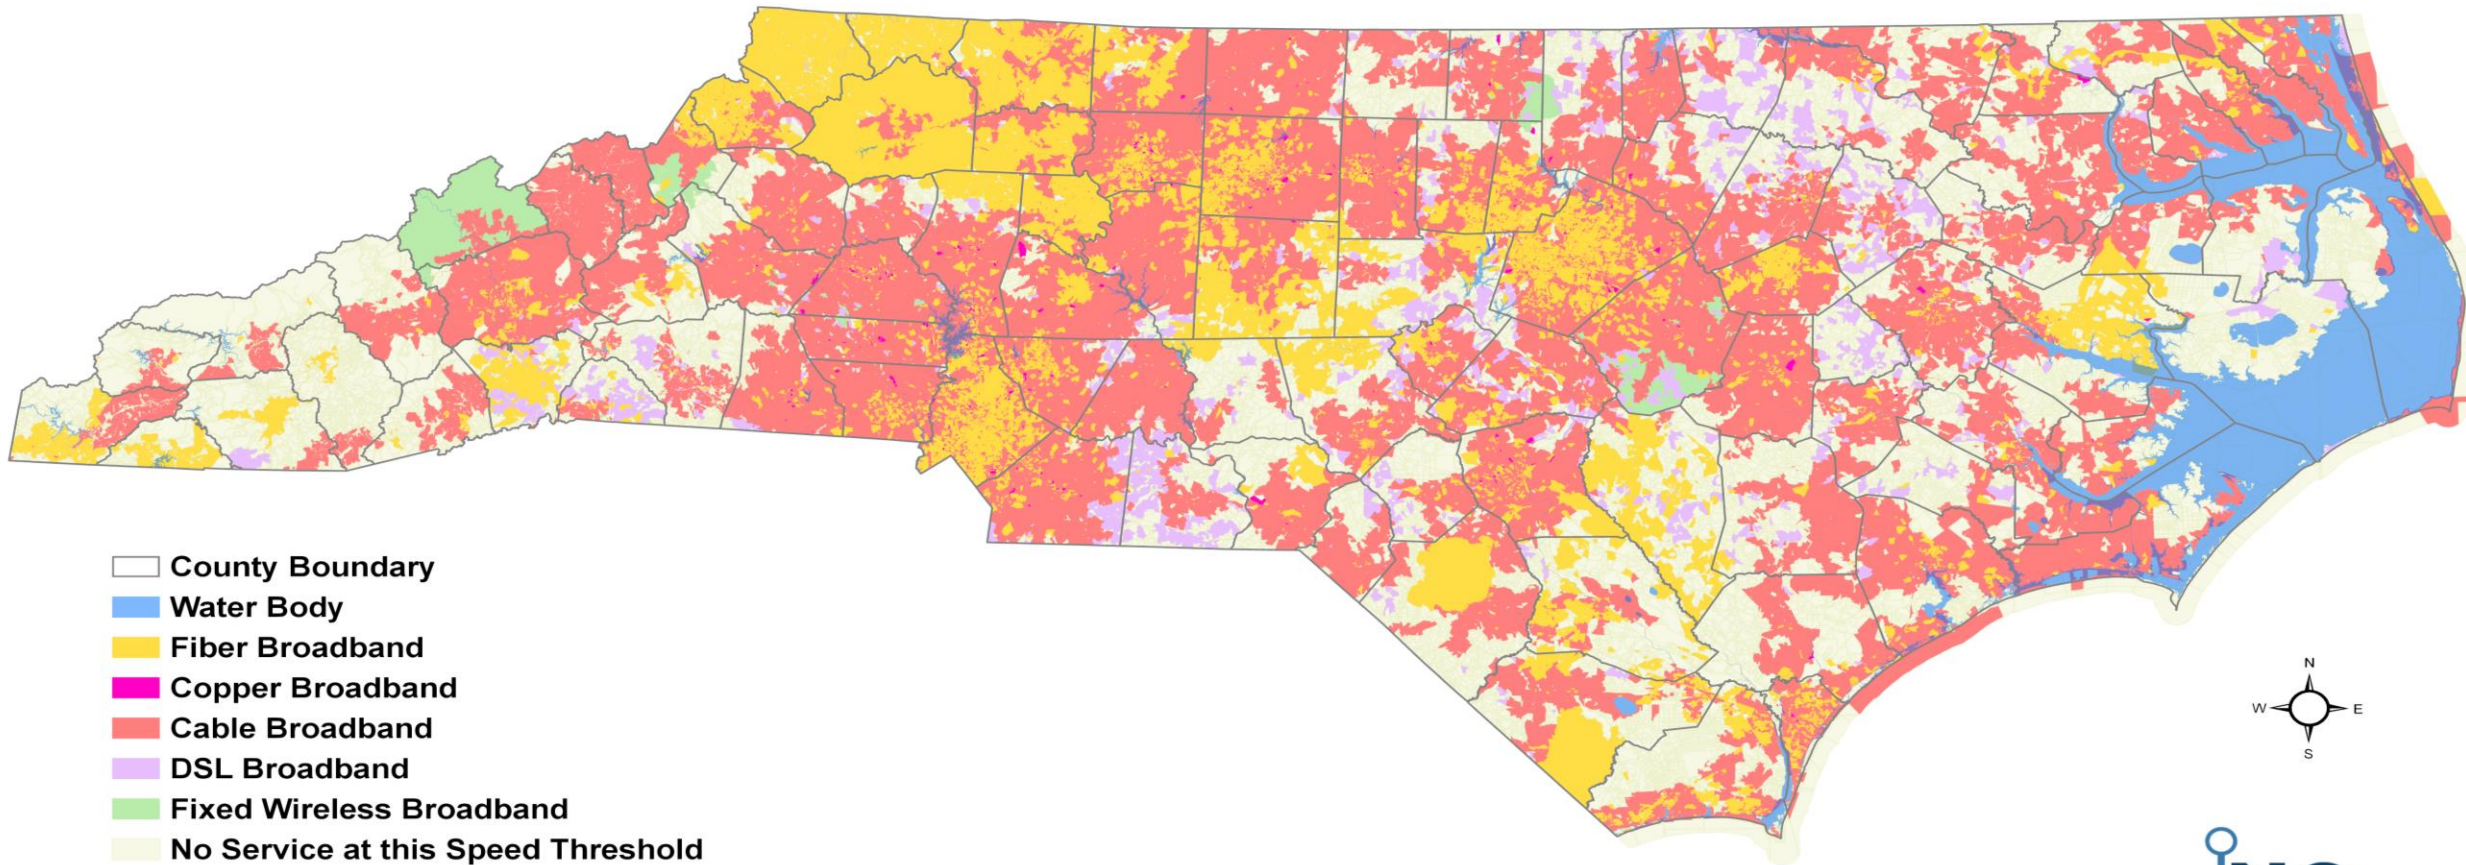 County Boundary
Water Body
Fiber Broadband
Copper Broadband
Cable Broadband
DSL Broadband
Fixed Wireless Broadband
No Service at this Speed Threshold
N
W E
S